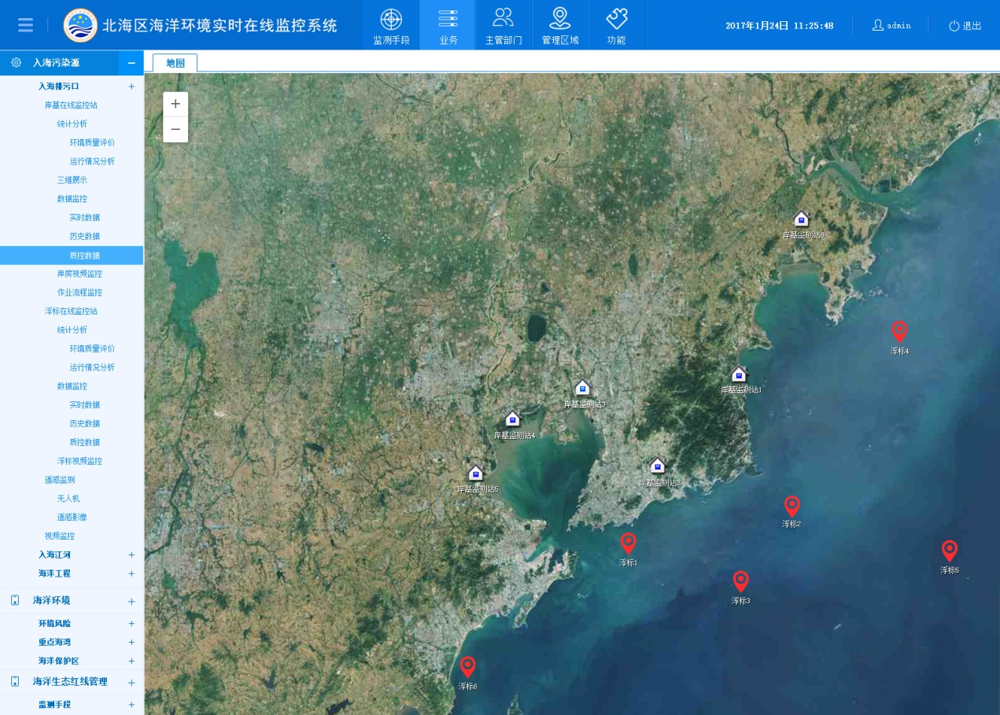 北海区海洋环境实时在线监控系统
监测手段
业务
主管部门
管理区域
功能
2017年1月24日 11:25:48
admin
退出
入海污染源
地图
入海排污口
岸基在线监控站
统计分析
环境质量评价
运行情况分析
三维展示
数据监控
实时数据
历史数据
质控数据
岸房视频监控
作业流程监控
浮标在线监控站
统计分析
环境质量评价
运行情况分析
数据监控
实时数据
历史数据
质控数据
浮标视频监控
遥感监测
无人机
遥感影像
视频监控
入海江河
海洋工程
海洋环境
环境风险
重点海湾
海洋保护区
海洋生态红线管理
监测手段
岸基监测站6
浮标4
岸基监测站1
岸基监测站3
岸基监测站4
岸基监测站2
岸基监测站5
浮标2
浮标1
浮标5
浮标3
浮标6